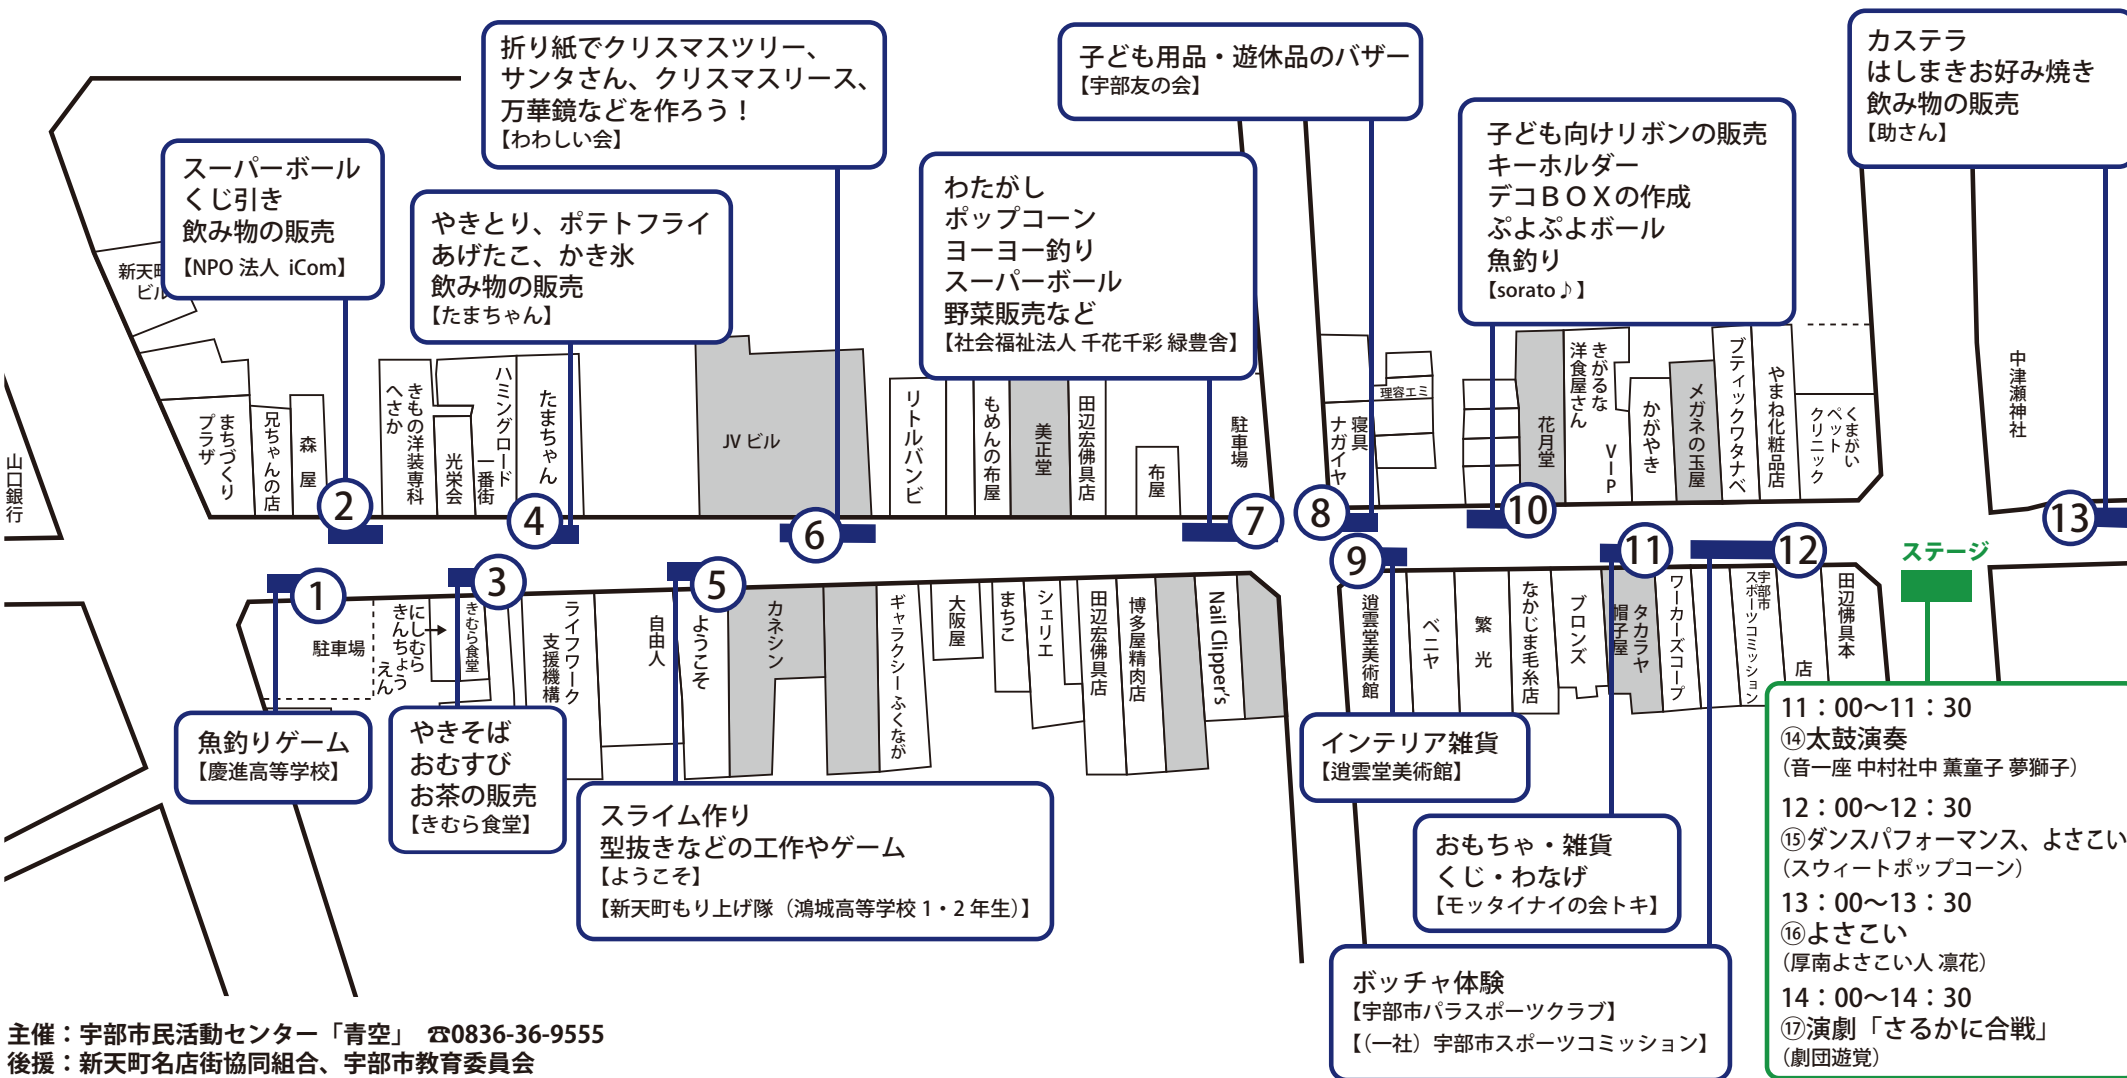 折り紙でクリスマスツリー、
サンタさん、クリスマスリース、
万華鏡などを作ろう！
【わわしい会】
子ども用品・遊休品のバザー
【宇部友の会】
カステラ
はしまきお好み焼き
飲み物の販売
【助さん】
スーパーボール
くじ引き
飲み物の販売
【NPO 法人 iCom】
やきとり、ポテトフライ
あげたこ、かき氷
飲み物の販売
【たまちゃん】
わたがし
ポップコーン
ヨーヨー釣り
スーパーボール
野菜販売など
【社会福祉法人 千花千彩 緑豊舎】
子ども向けリボンの販売
キーホルダー
デコＢＯＸの作成
ぷよぷよボール
魚釣り
【sorato♪】
新天町
ビル
山口銀行
まちづくり
プラザ
兄ちゃんの店
森屋
きもの洋装専科
へさか
光栄会
ハミングロード
一番街
たまちゃん
JV ビル
リトルバンビ
もめんの布屋
美正堂
田辺宏佛具店
布屋
駐車場
寝具
ナガイヤ
理容エミ
花月堂
きがるな
洋食屋さん
VIP
かがやき
メガネの玉屋
ブティックワタナベ
やまね化粧品店
くまがい
ペット
クリニック
中津瀬神社
②
④
⑥
⑦
⑧
⑩
⑬
①
③
⑤
⑨
⑪
⑫
ステージ
駐車場
にしむら
きんちょう
えん
→
きむら食堂
ライフワーク
支援機構
自由人
ようこそ
カネシン
ギャラクシーふくなが
大阪屋
まちこ
シェリエ
田辺宏佛具店
博多屋精肉店
Nail Clipper's
逍雲堂美術館
ベニヤ
繁光
なかじま毛糸店
ブロンズ
タカラヤ
帽子屋
ワーカーズコープ
宇部市
スポーツコミッション
田辺佛具本
店
魚釣りゲーム
【慶進高等学校】
やきそば
おむすび
お茶の販売
【きむら食堂】
スライム作り
型抜きなどの工作やゲーム
【ようこそ】
【新天町もり上げ隊（鴻城高等学校 1・2 年生）】
インテリア雑貨
【逍雲堂美術館】
おもちゃ・雑貨
くじ・わなげ
【モッタイナイの会トキ】
ボッチャ体験
【宇部市パラスポーツクラブ】
【（一社）宇部市スポーツコミッション】
11：00～11：30
⑭太鼓演奏
（音一座 中村社中 薫童子 夢獅子）
12：00～12：30
⑮ダンスパフォーマンス、よさこい
（スウィートポップコーン）
13：00～13：30
⑯よさこい
（厚南よさこい人 凛花）
14：00～14：30
⑰演劇「さるかに合戦」
（劇団遊覚）
主催：宇部市民活動センター「青空」 ☎0836-36-9555
後援：新天町名店街協同組合、宇部市教育委員会